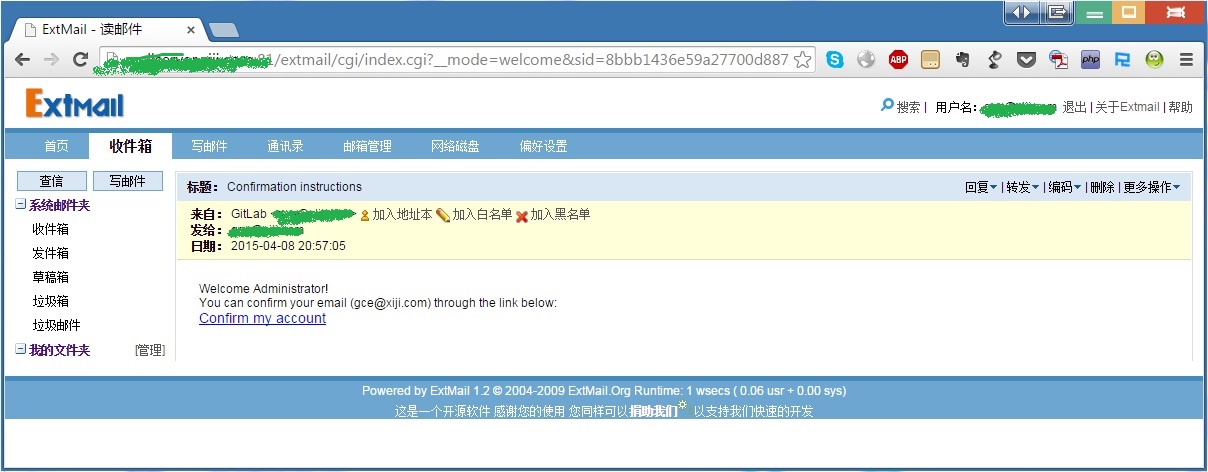 ExtMail - 读邮件
81/extmail/cgi/index.cgi?__mode=welcome&sid=8bbb1436e59a27700d887
ABP php
Extmail
搜索 | 用户名: 退出 | 关于Extmail | 帮助
首页 收件箱 写邮件 通讯录 邮箱管理 网络磁盘 偏好设置
查信 写邮件
系统邮件夹
收件箱
发件箱
草稿箱
垃圾箱
垃圾邮件
我的文件夹 [管理]
标题: Confirmation instructions
回复 | 转发 | 编码 | 删除 | 更多操作
来自: GitLab 加入地址本 加入白名单 加入黑名单
发给:
日期: 2015-04-08 20:57:05
Welcome Administrator!
You can confirm your email (gce@xiji.com) through the link below:
Confirm my account
Powered by ExtMail 1.2 © 2004-2009 ExtMail.Org Runtime: 1 wsecs ( 0.06 usr + 0.00 sys)
这是一个开源软件 感谢您的使用 您同样可以捐助我们 以支持我们快速的开发